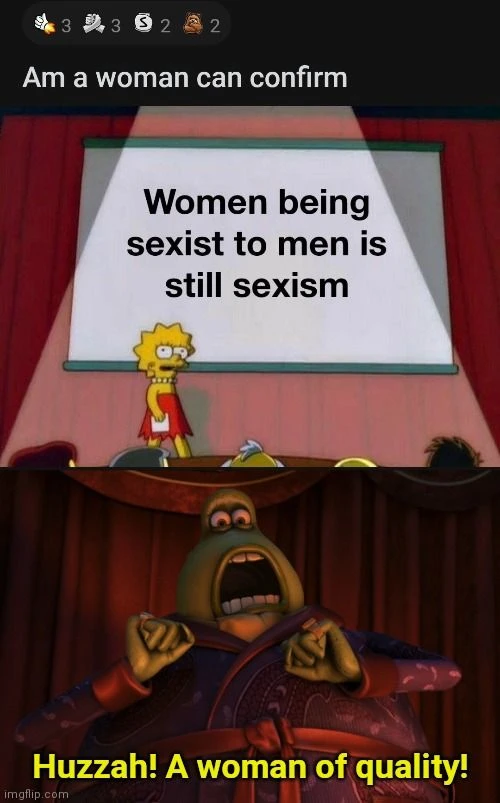 3 3 S 2 2
Am a woman can confirm
Women being
sexist to men is
still sexism
Huzzah! A woman of quality!
imgflip.com